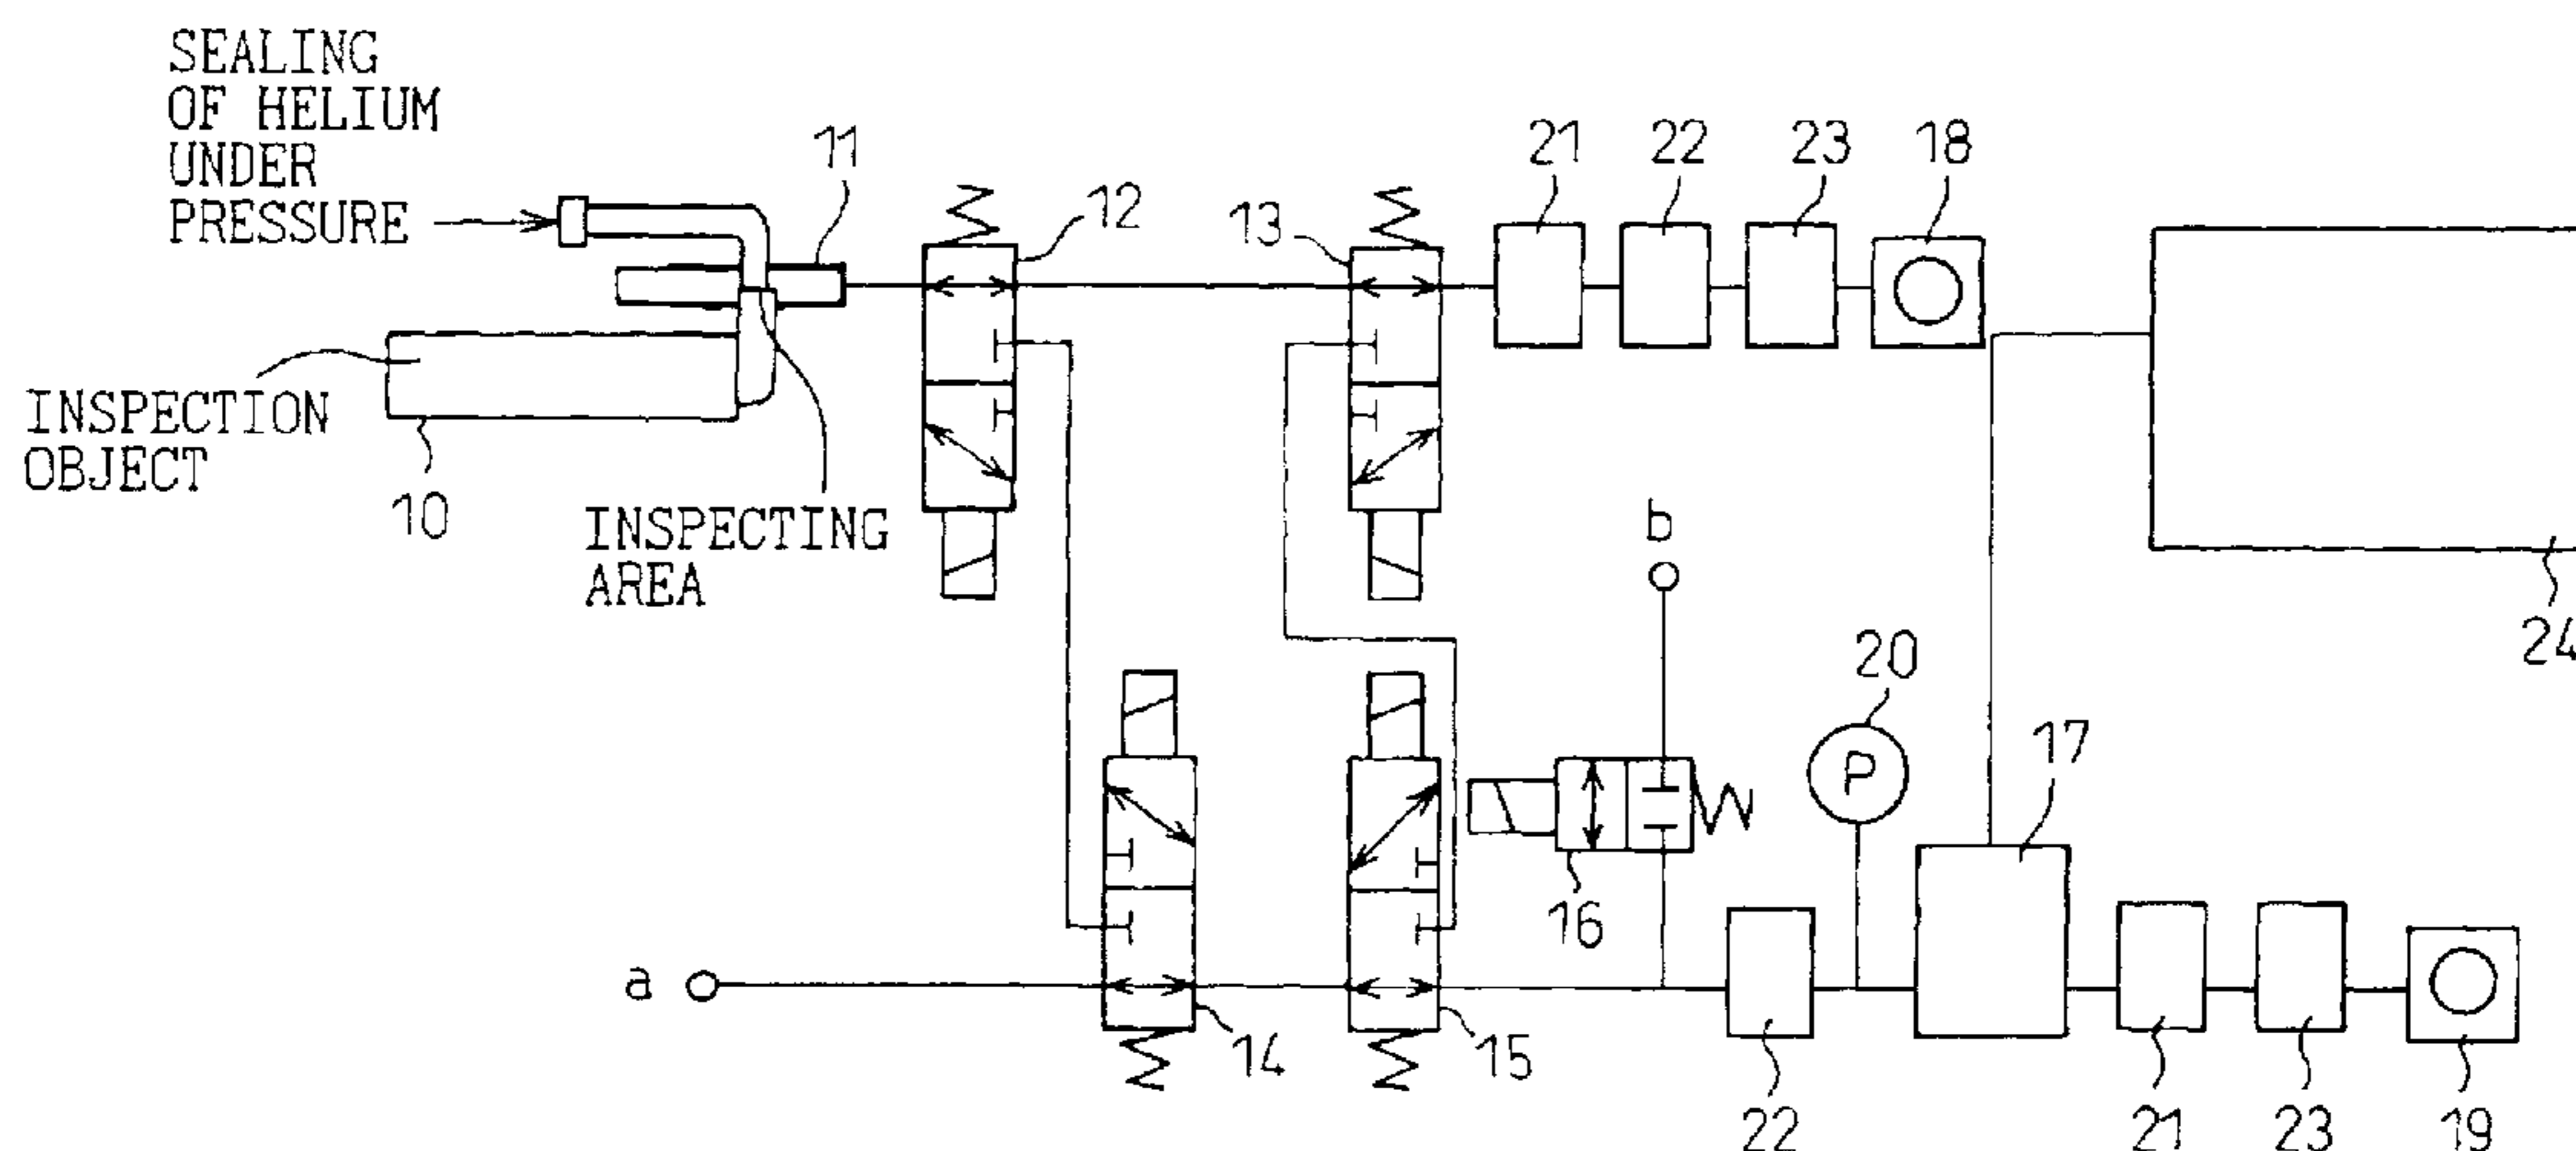 SEALING
OF HELIUM
UNDER
PRESSURE
11
12
13
21
22
23
18
INSPECTION
OBJECT
10
INSPECTING
AREA
b
24
20
P
17
16
a
14
15
22
21
23
19